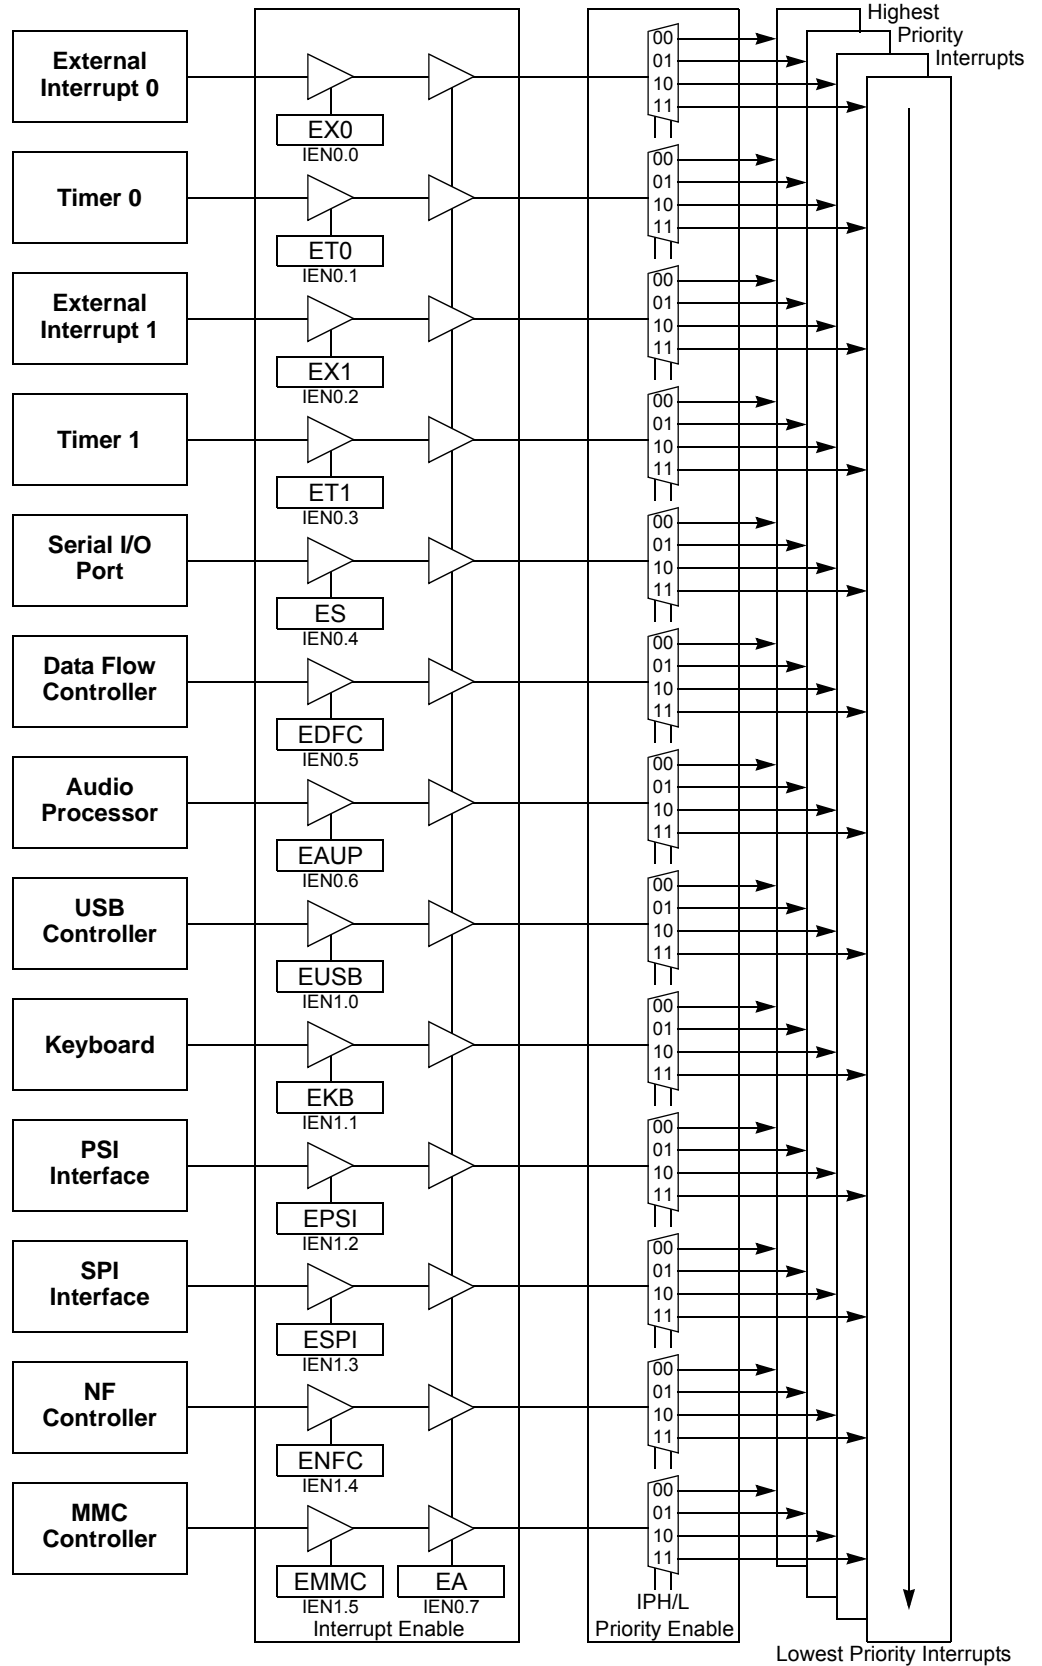 Highest
Priority
Interrupts
External
Interrupt 0
EX0
IEN0.0
00
01
10
11
Timer 0
ET0
IEN0.1
00
01
10
11
External
Interrupt 1
EX1
IEN0.2
00
01
10
11
Timer 1
ET1
IEN0.3
00
01
10
11
Serial I/O
Port
ES
IEN0.4
00
01
10
11
Data Flow
Controller
EDFC
IEN0.5
00
01
10
11
Audio
Processor
EAUP
IEN0.6
00
01
10
11
USB
Controller
EUSB
IEN1.0
00
01
10
11
Keyboard
EKB
IEN1.1
00
01
10
11
PSI
Interface
EPSI
IEN1.2
00
01
10
11
SPI
Interface
ESPI
IEN1.3
00
01
10
11
NF
Controller
ENFC
IEN1.4
00
01
10
11
MMC
Controller
EMMC
IEN1.5
EA
IEN0.7
00
01
10
11
Interrupt Enable
IPH/L
Priority Enable
Lowest Priority Interrupts